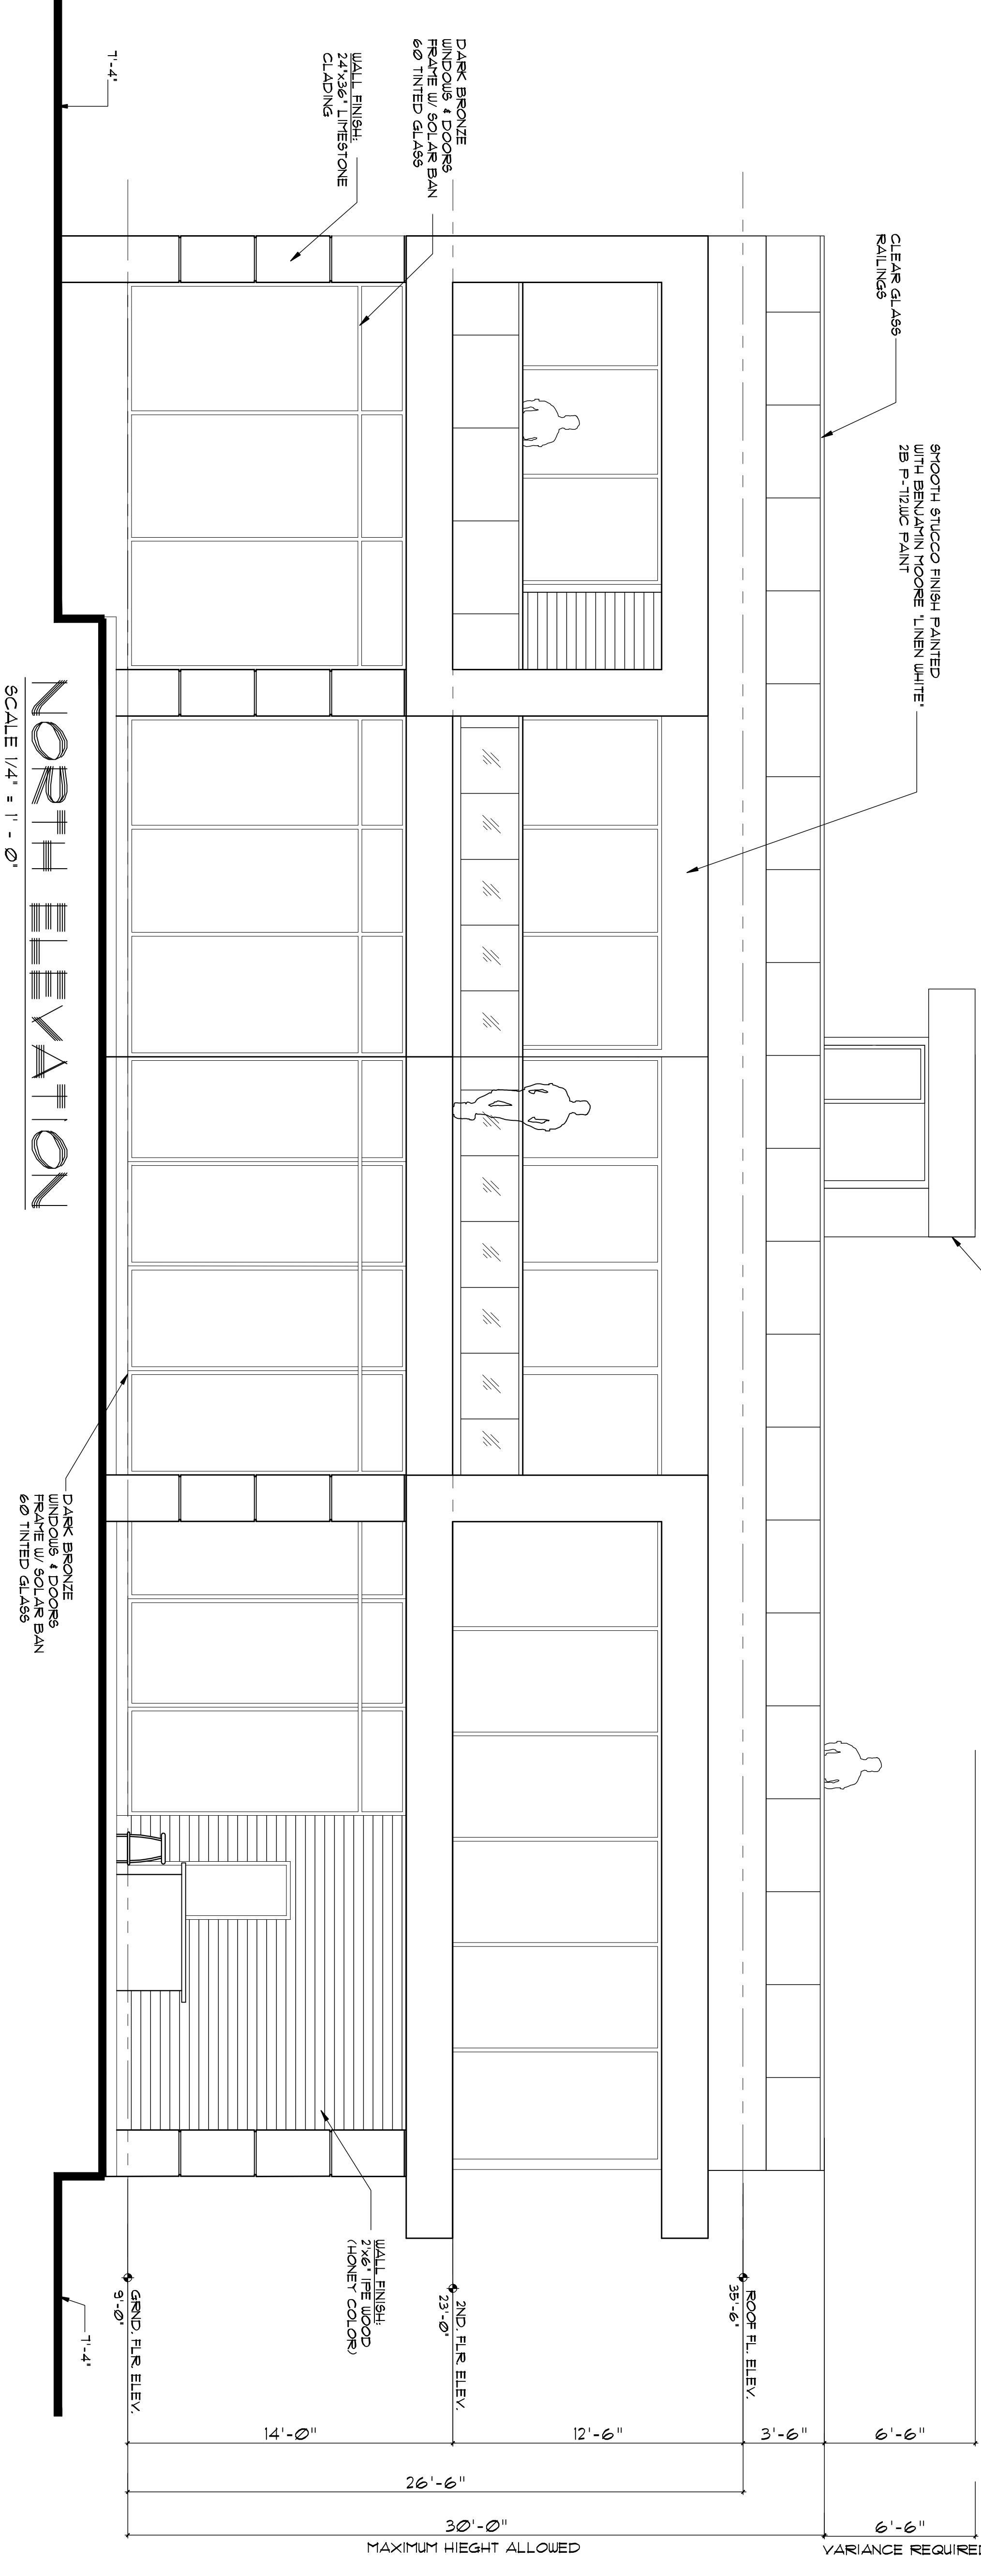 CLEAR GLASS
RAILINGS
SMOOTH STUCCO FINISH PAINTED
WITH BENJAMIN MOORE "LINEN WHITE"
2B P-712.WC PAINT
DARK BRONZE
WINDOWS & DOORS
FRAME W/ SOLAR BAN
60 TINTED GLASS
WALL FINISH:
24"x36" LIMESTONE
CLADING
7'-4"
NORTH ELEVATION
SCALE 1/4" = 1' - 0"
DARK BRONZE
WINDOWS & DOORS
FRAME W/ SOLAR BAN
60 TINTED GLASS
WALL FINISH:
2"x6" IPE WOOD
(HONEY COLOR)
ROOF FL. ELEV.
35'-6"
2ND. FLR. ELEV.
23'-0"
GRND. FLR. ELEV.
9'-0"
7'-4"
6'-6"
3'-6"
12'-6"
14'-0"
26'-6"
6'-6"
VARIANCE REQUIRED
30'-0"
MAXIMUM HIEGHT ALLOWED